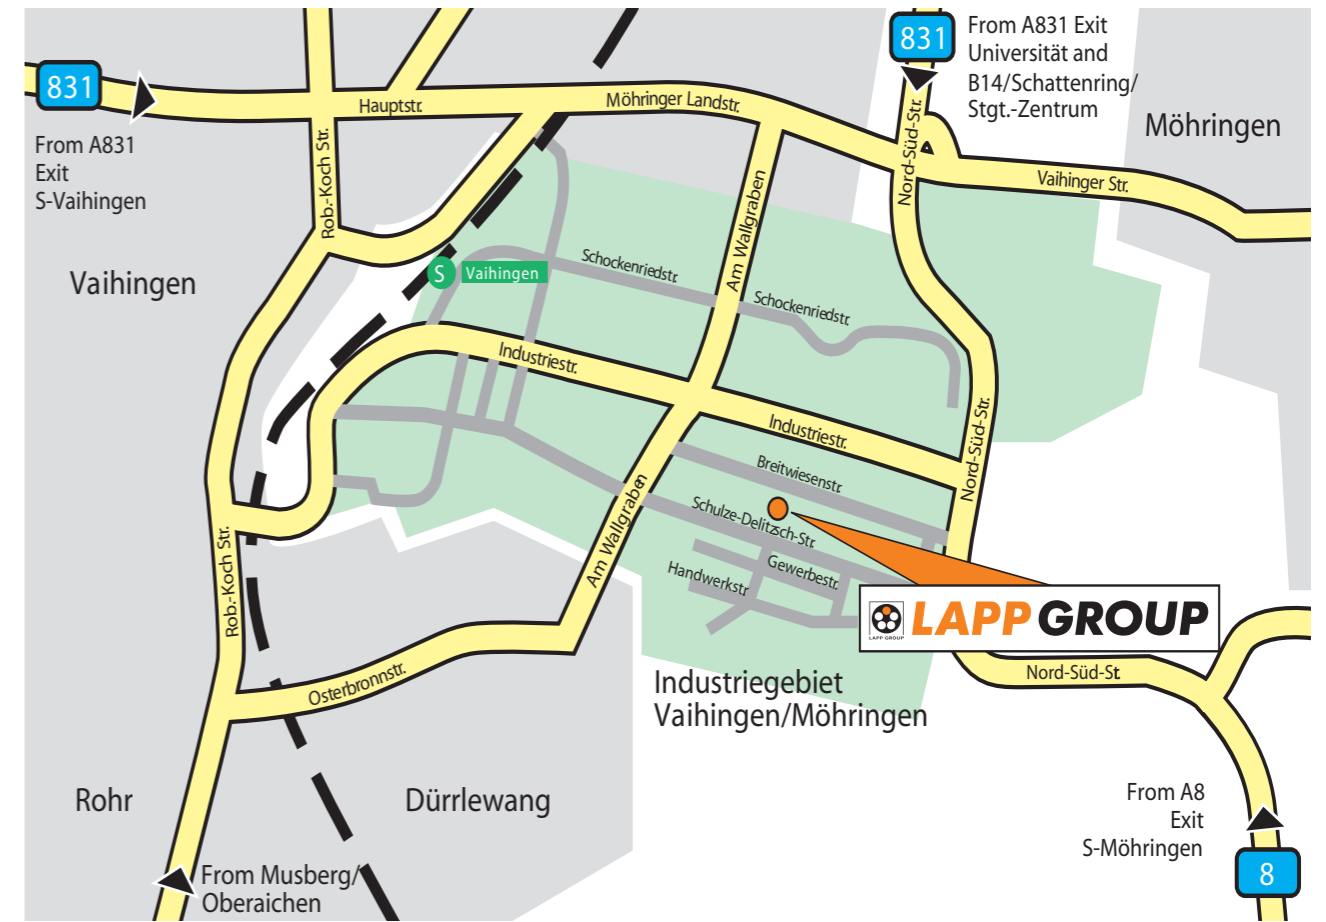 831
From A831 Exit
Universität and
B14/Schattenring/
Stgt.-Zentrum
831
From A831
Exit
S-Vaihingen
Hauptstr.
Möhringer Landstr.
Möhringen
Rob.-Koch Str.
Nord-Süd-Str.
Vaihinger Str.
Am Wallgraben
Vaihingen
S
Vaihingen
Schockenriedstr.
Schockenriedstr.
Industriestr.
Industriestr.
Nord-Süd-Str.
Breitwiesenstr.
Schulze-Delitzsch-Str.
Gewerbestr.
Handwerkstr
Am Wallgraben
Rob.-Koch Str.
LAPP GROUP
LAPP GROUP
Osterbronnstr.
Nord-Süd-St.
Industriegebiet
Vaihingen/Möhringen
Rohr
Dürrlewang
From A8
Exit
S-Möhringen
8
From Musberg/
Oberaichen